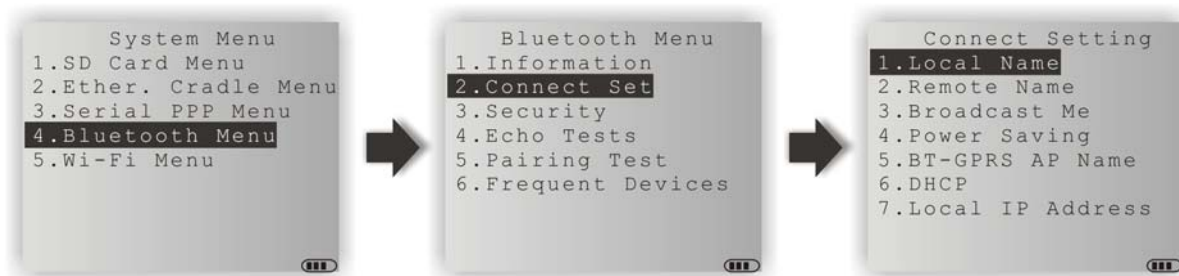 System Menu
1.SD Card Menu
2.Ether. Cradle Menu
3.Serial PPP Menu
4.Bluetooth Menu
5.Wi-Fi Menu
Bluetooth Menu
1.Information
2.Connect Set
3.Security
4.Echo Tests
5.Pairing Test
6.Frequent Devices
Connect Setting
1.Local Name
2.Remote Name
3.Broadcast Me
4.Power Saving
5.BT-GPRS AP Name
6.DHCP
7.Local IP Address